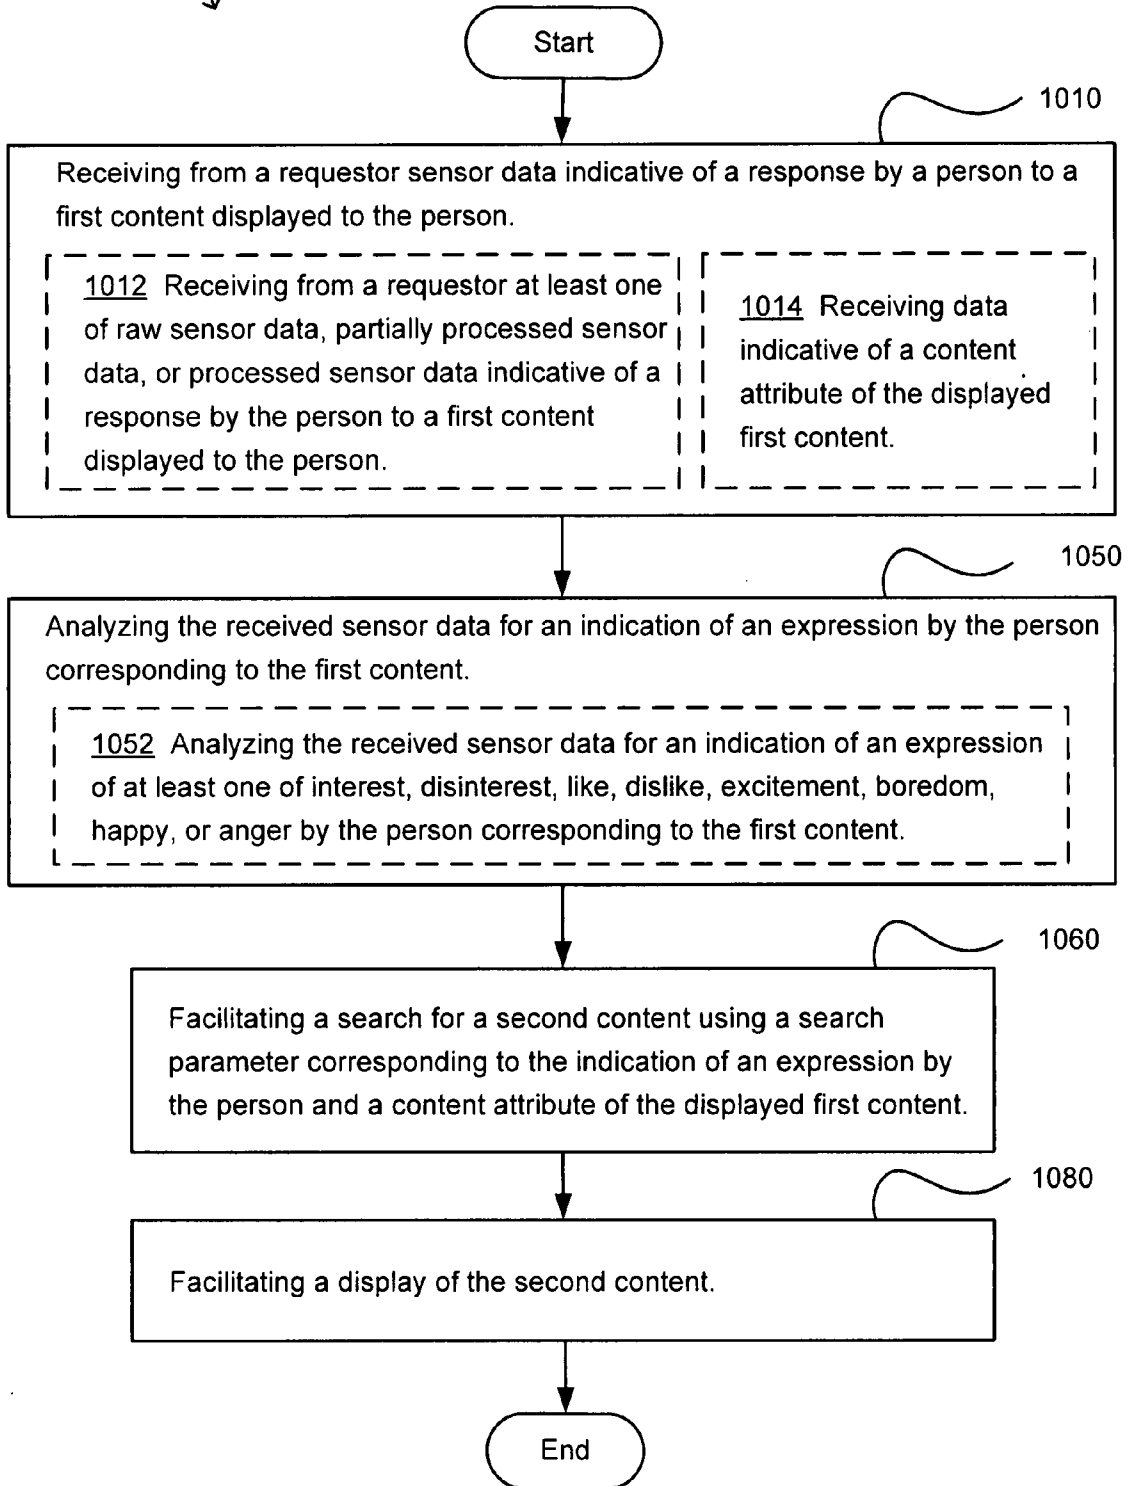 Start
1010
Receiving from a requestor sensor data indicative of a response by a person to a
first content displayed to the person.
1012 Receiving from a requestor at least one
of raw sensor data, partially processed sensor
data, or processed sensor data indicative of a
response by the person to a first content
displayed to the person.
1014 Receiving data
indicative of a content
attribute of the displayed
first content.
1050
Analyzing the received sensor data for an indication of an expression by the person
corresponding to the first content.
1052 Analyzing the received sensor data for an indication of an expression
of at least one of interest, disinterest, like, dislike, excitement, boredom,
happy, or anger by the person corresponding to the first content.
1060
Facilitating a search for a second content using a search
parameter corresponding to the indication of an expression by
the person and a content attribute of the displayed first content.
1080
Facilitating a display of the second content.
End